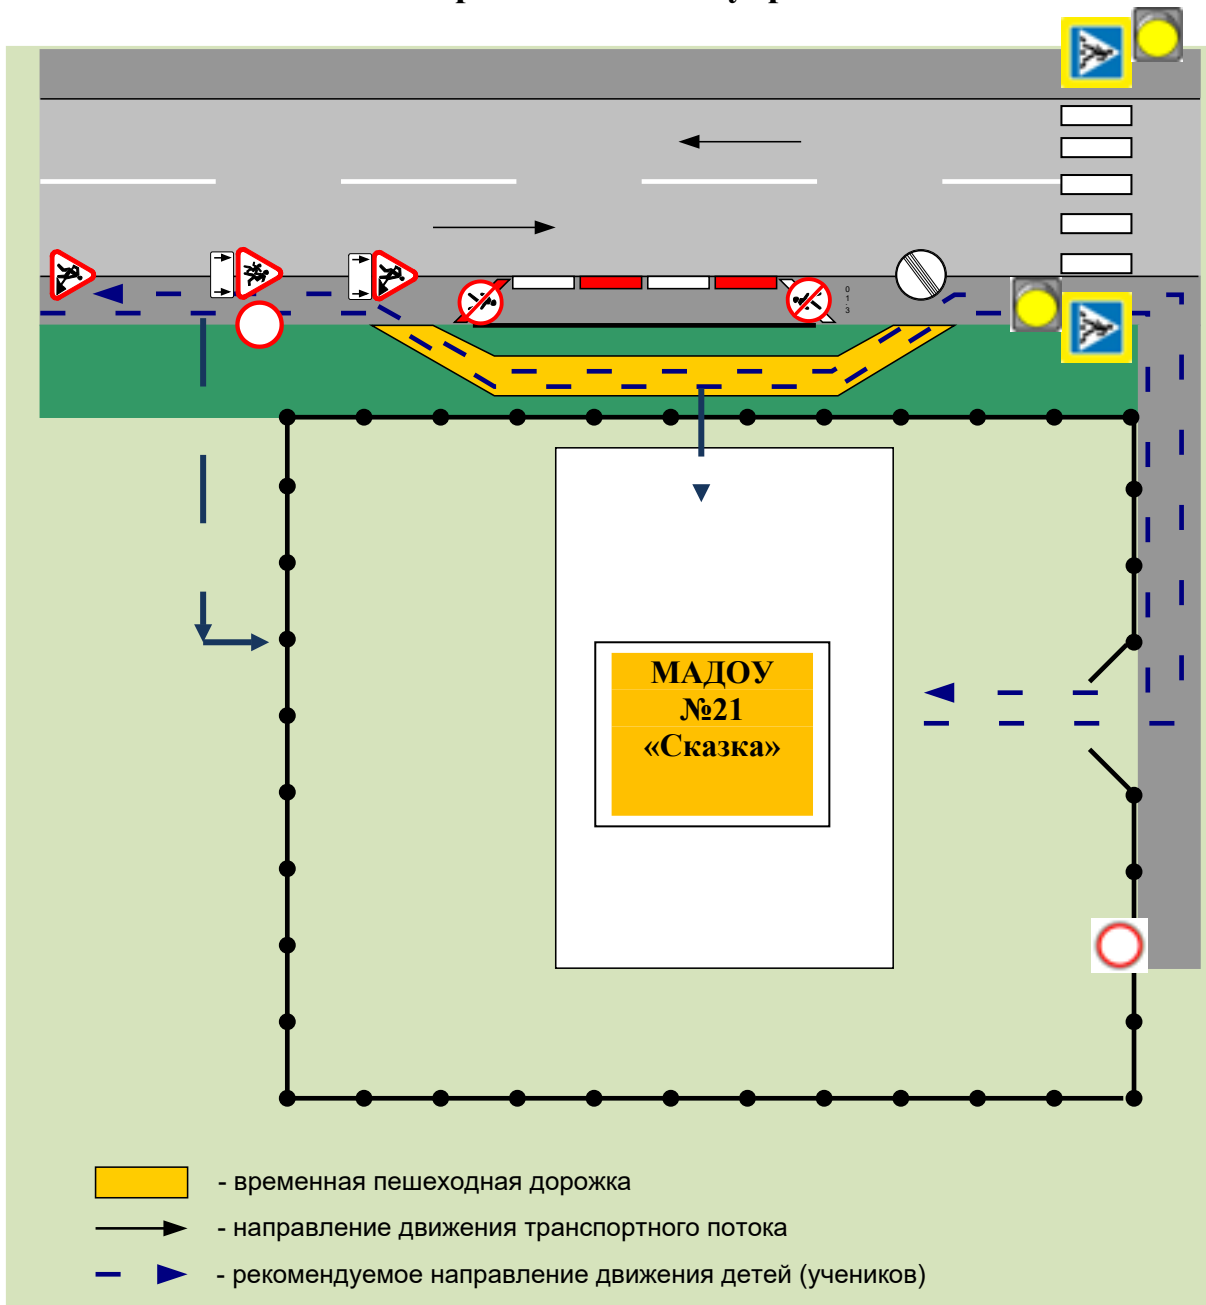 МАДОУ
№21
«Сказка»
- временная пешеходная дорожка
- направление движения транспортного потока
- рекомендуемое направление движения детей (учеников)